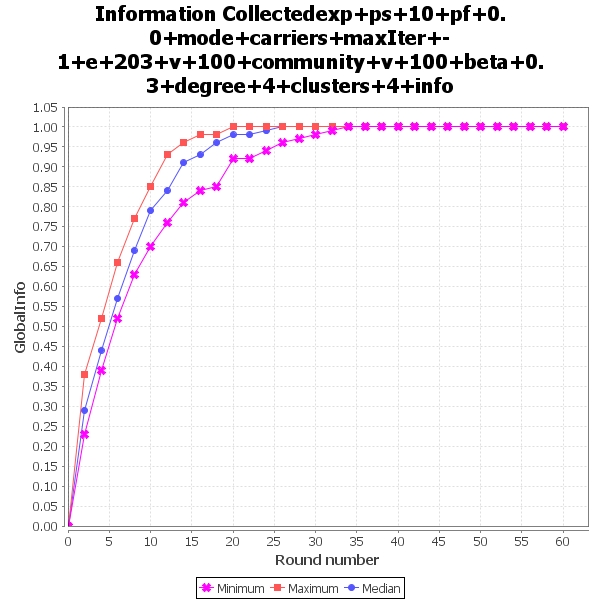 Information Collectedexp+ps+10+pf+0.
0+mode+carriers+maxIter+-
1+e+203+v+100+community+v+100+beta+0.
3+degree+4+clusters+4+info
1.05
1.00
0.95
0.90
0.85
0.80
0.75
0.70
0.65
0.60
0.55
0.50
0.45
0.40
0.35
0.30
0.25
0.20
0.15
0.10
0.05
0.00
GlobalInfo
0 5 10 15 20 25 30 35 40 45 50 55 60
Round number
Minimum Maximum Median